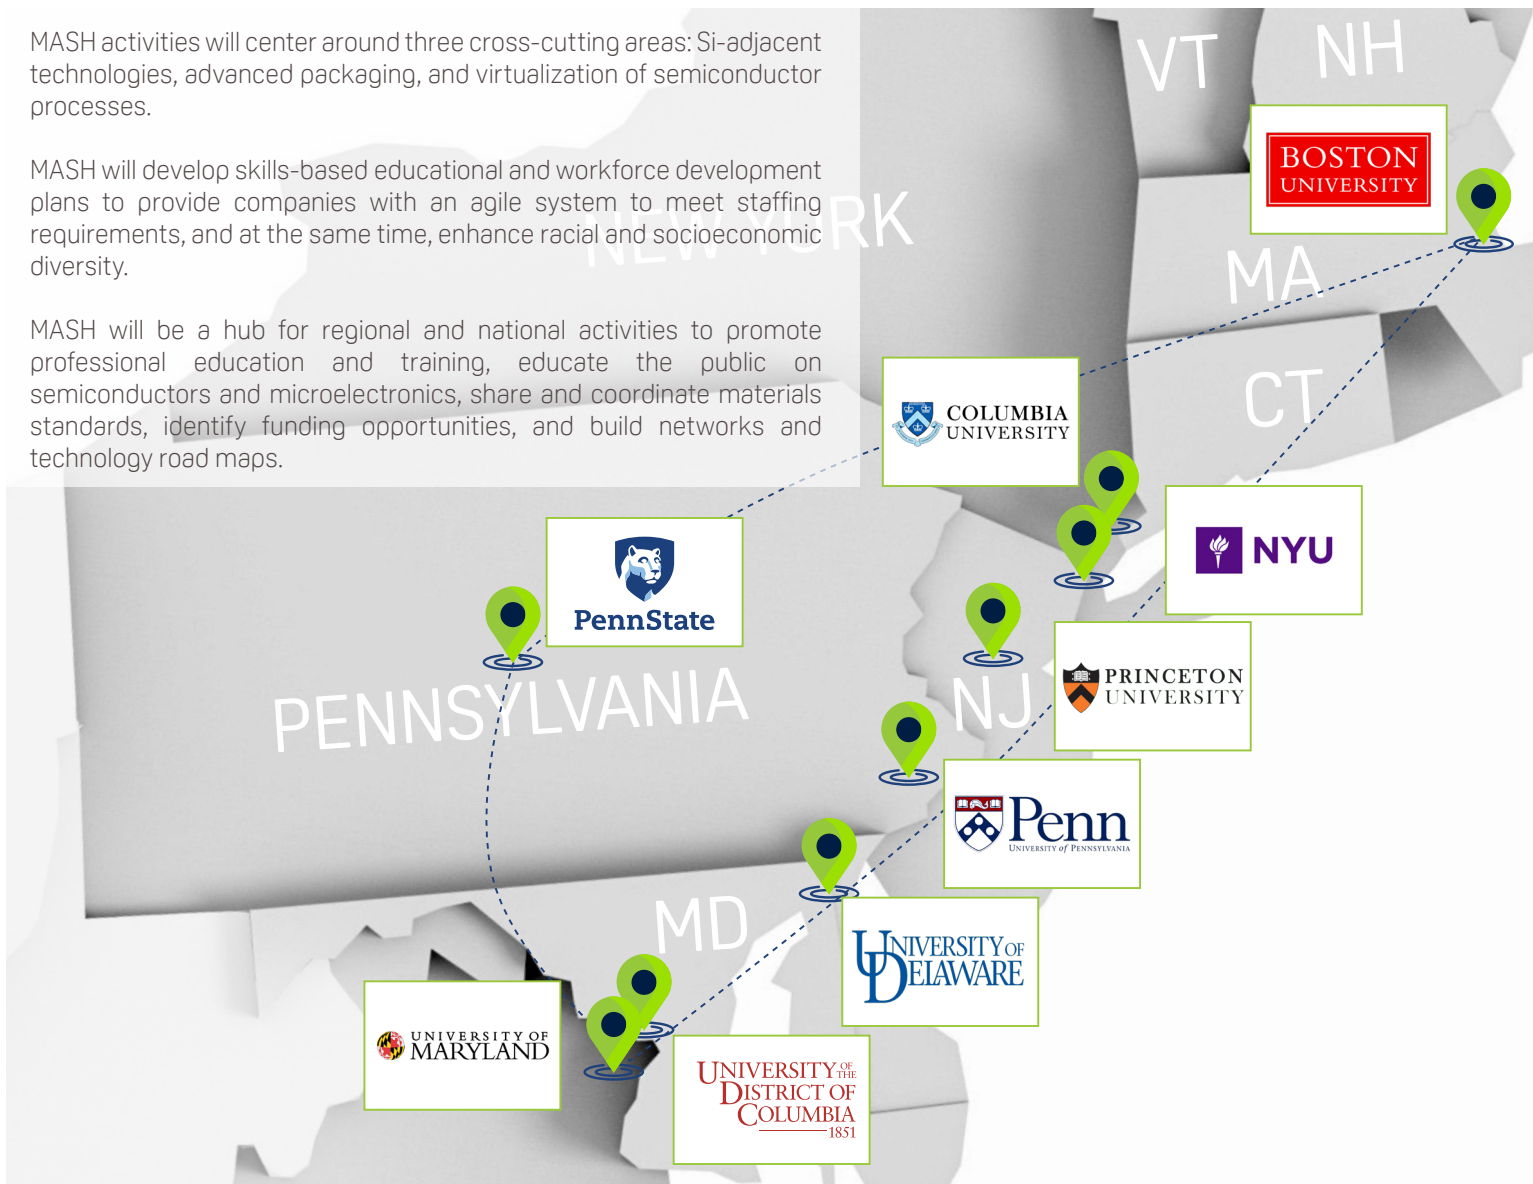 MASH activities will center around three cross-cutting areas: Si-adjacent
technologies, advanced packaging, and virtualization of semiconductor
processes.
MASH will develop skills-based educational and workforce development
plans to provide companies with an agile system to meet staffing
requirements, and at the same time, enhance racial and socioeconomic
diversity.
MASH will be a hub for regional and national activities to promote
professional education and training, educate the public on
semiconductors and microelectronics, share and coordinate materials
standards, identify funding opportunities, and build networks and
technology road maps.
VT
NH
BOSTON
UNIVERSITY
NEW YORK
MA
CT
COLUMBIA
UNIVERSITY
NYU
PennState
PRINCETON
UNIVERSITY
PENNSYLVANIA
NJ
Penn
UNIVERSITY of PENNSYLVANIA
MD
UNIVERSITY OF
DELAWARE
UNIVERSITY OF
MARYLAND
UNIVERSITY OF THE
DISTRICT OF
COLUMBIA
1851